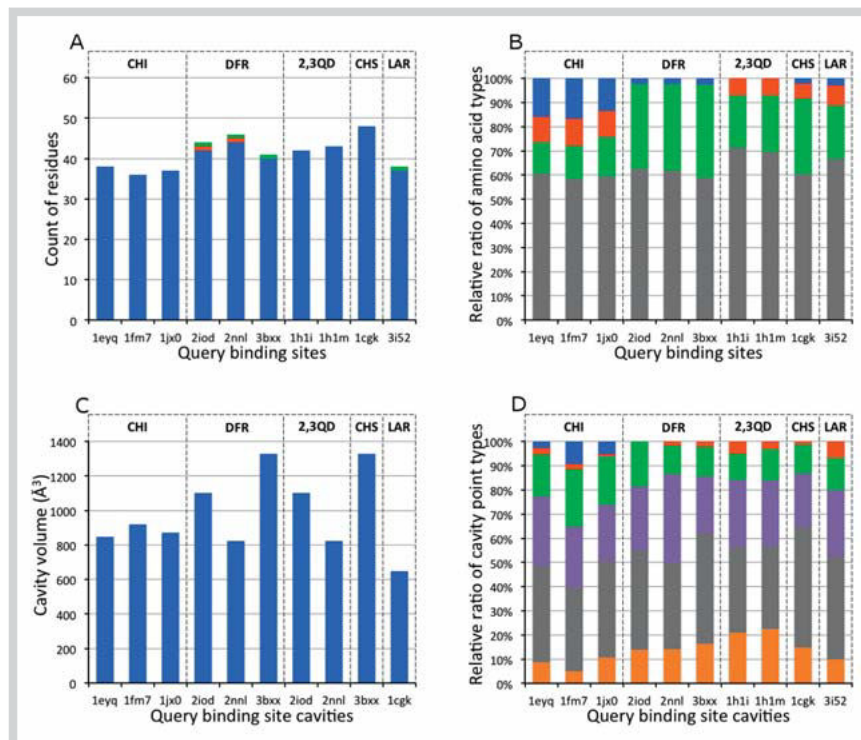 A
CHI DFR 2,3QD CHS LAR
60
50
40
30
20
10
0
Count of residues
1eyq 1fm7 1jx0 2iod 2nnl 3bxx 1h1i 1h1m 1cgk 3i52
Query binding sites
B
CHI DFR 2,3QD CHS LAR
100%
90%
80%
70%
60%
50%
40%
30%
20%
10%
0%
Relative ratio of amino acid types
1eyq 1fm7 1jx0 2iod 2nnl 3bxx 1h1i 1h1m 1cgk 3i52
Query binding sites
C
CHI DFR 2,3QD CHS LAR
1400
1200
1000
800
600
400
200
0
Cavity volume (Å³)
1eyq 1fm7 1jx0 2iod 2nnl 3bxx 2iod 2nnl 3bxx 1cgk
Query binding site cavities
D
CHI DFR 2,3QD CHS LAR
100%
90%
80%
70%
60%
50%
40%
30%
20%
10%
0%
Relative ratio of cavity point types
1eyq 1fm7 1jx0 2iod 2nnl 3bxx 1h1i 1h1m 1cgk 3i52
Query binding site cavities